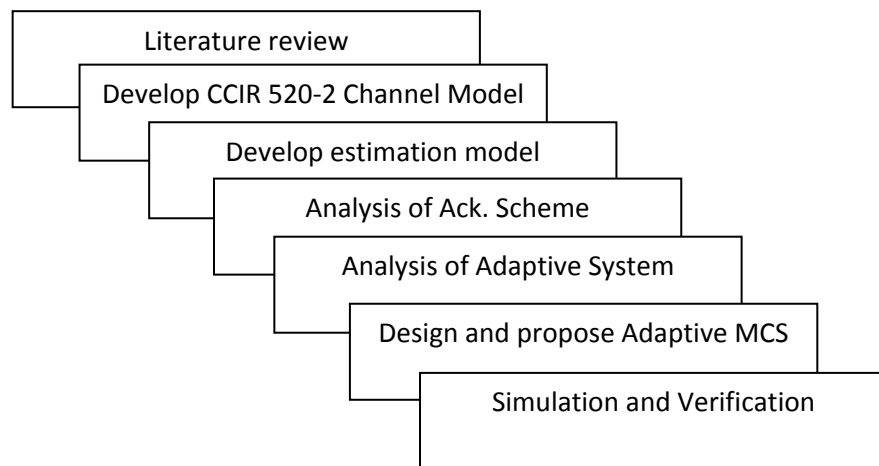 Literature review
Develop CCIR 520-2 Channel Model
Develop estimation model
Analysis of Ack. Scheme
Analysis of Adaptive System
Design and propose Adaptive MCS
Simulation and Verification